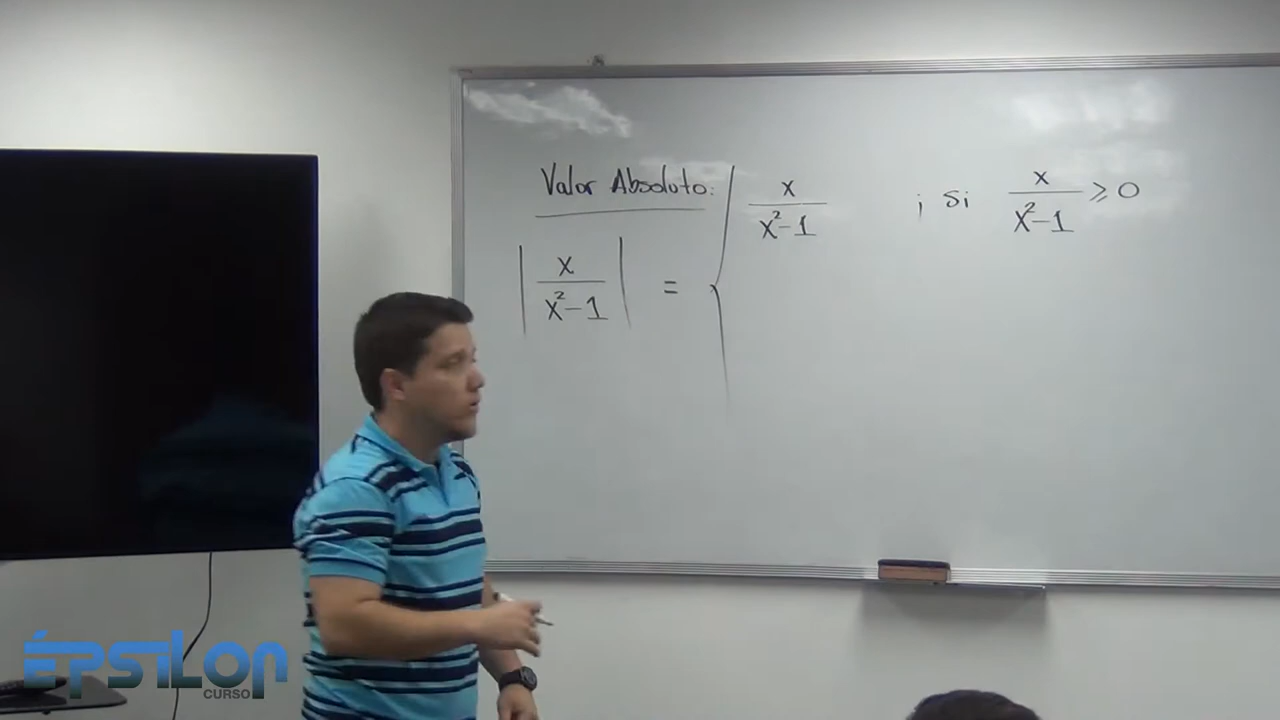 Valor Absoluto:
|x/(x²-1)| = { x/(x²-1) ; si x/(x²-1) ≥ 0
ÉPSILON
CURSO